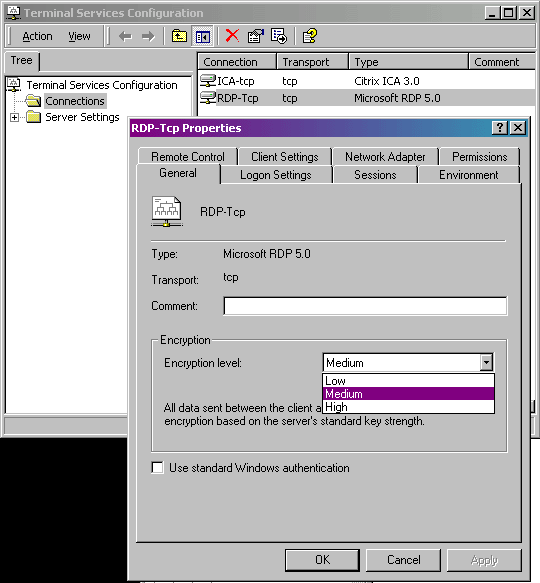 Terminal Services Configuration
Action View
Tree
Connection Transport Type Comment
ICA-tcp tcp Citrix ICA 3.0
RDP-Tcp tcp Microsoft RDP 5.0
Terminal Services Configuration
Connections
Server Settings
RDP-Tcp Properties
Remote Control Client Settings Network Adapter Permissions
General Logon Settings Sessions Environment
RDP-Tcp
Type: Microsoft RDP 5.0
Transport: tcp
Comment:
Encryption
Encryption level: Medium
Low
Medium
High
All data sent between the client a
encryption based on the server's standard key strength.
Use standard Windows authentication
OK Cancel Apply